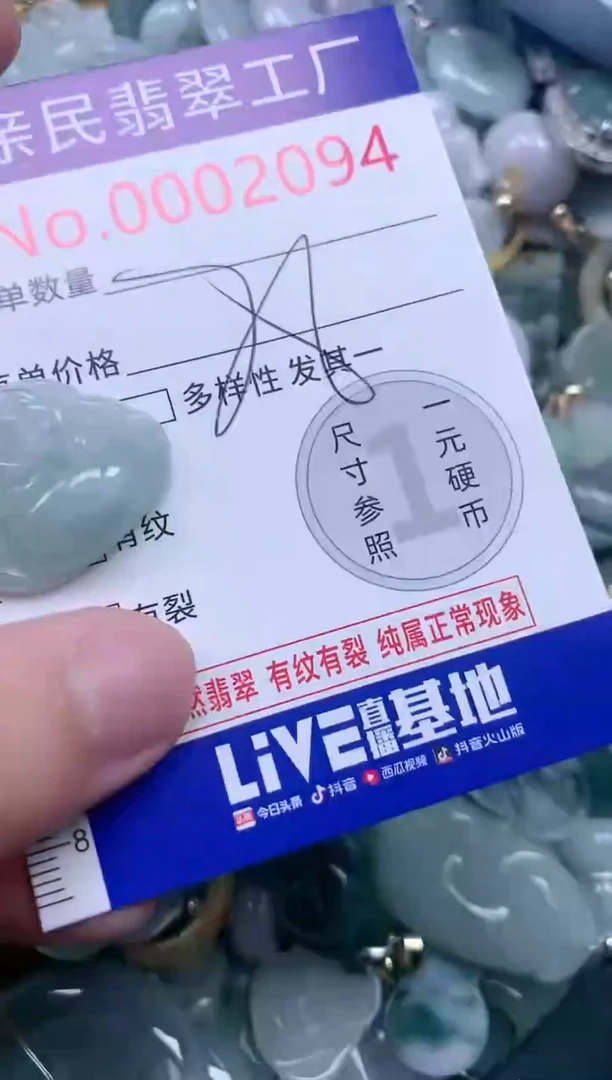 亲民翡翠工厂
No.0002094
单数量
单价格
多样性 发其一
尺寸参照
一元硬币
1
有纹
有裂
然翡翠 有纹有裂 纯属正常现象
LiVE直播基地
今日头条 抖音 西瓜视频 抖音火山版
8